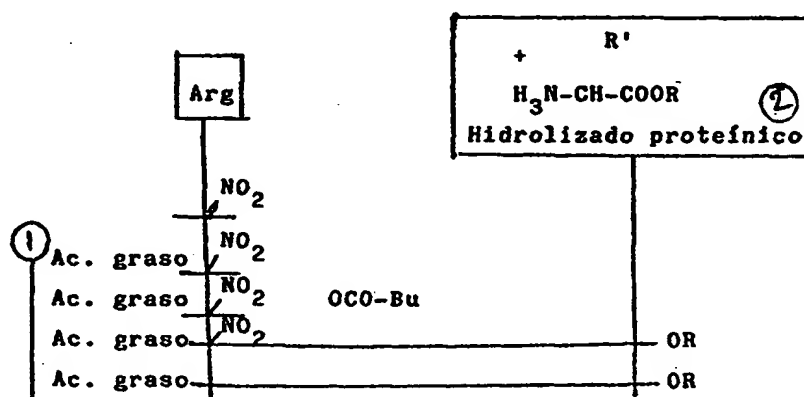 R'
+
Arg
H3N-CH-COOR
②
Hidrolizado proteínico
NO2
①
NO2
Ac. graso
NO2
Ac. graso
OCO-Bu
NO2
Ac. graso
OR
Ac. graso
OR